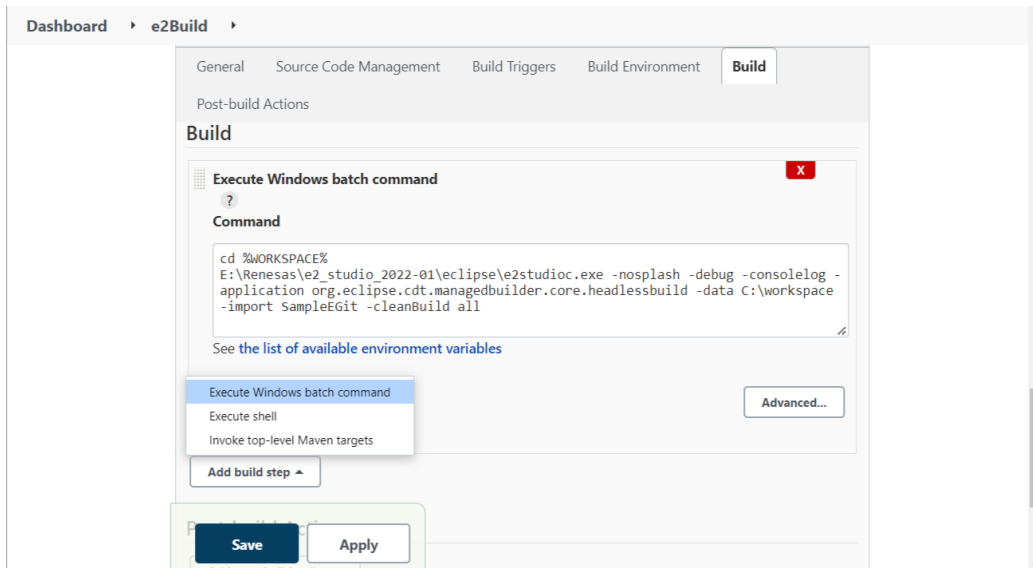 Dashboard
e2Build
General
Source Code Management
Build Triggers
Build Environment
Build
Post-build Actions
Build
Execute Windows batch command
X
?
Command
cd %WORKSPACE%
E:\Renesas\e2_studio_2022-01\eclipse\e2studioc.exe -nosplash -debug -consolelog -
application org.eclipse.cdt.managedbuilder.core.headlessbuild -data C:\workspace
-import SampleEGit -cleanBuild all
See the list of available environment variables
Execute Windows batch command
Execute shell
Invoke top-level Maven targets
Advanced...
Add build step
Save
Apply